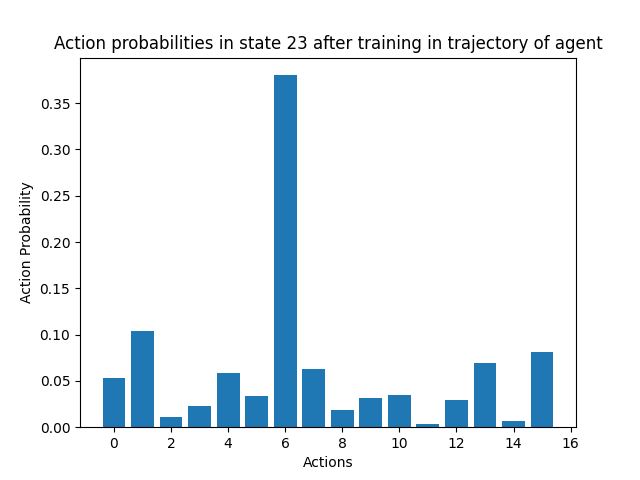 Action probabilities in state 23 after training in trajectory of agent
Action Probability
0.35
0.30
0.25
0.20
0.15
0.10
0.05
0.00
0 2 4 6 8 10 12 14 16
Actions